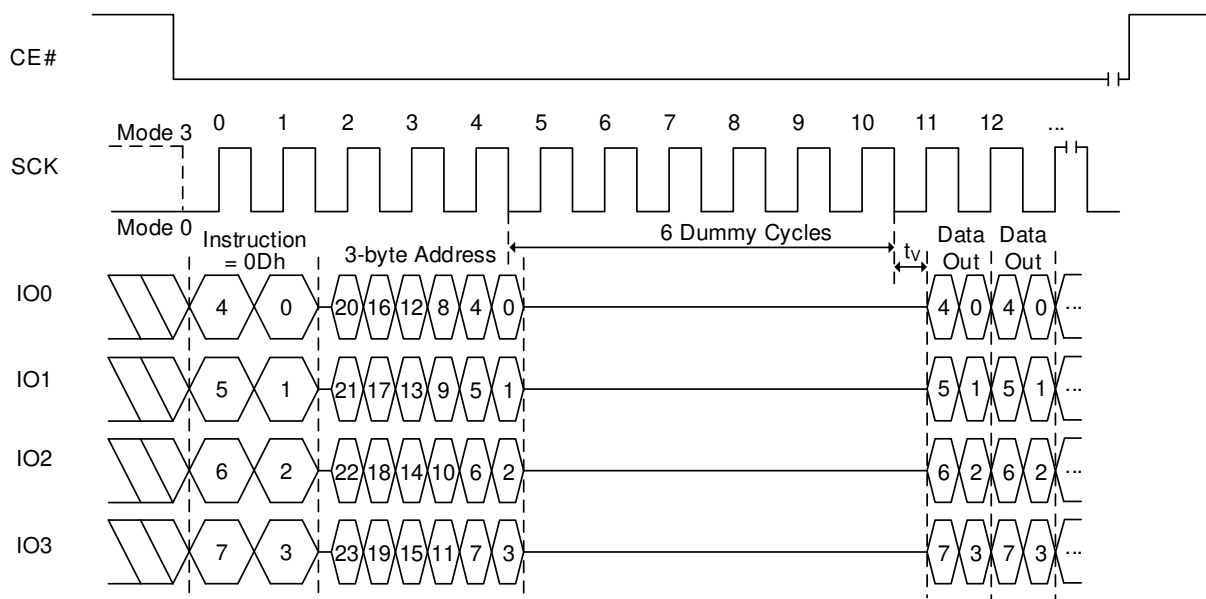 CE#
0 1 2 3 4 5 6 7 8 9 10 11 12 ...
Mode 3
SCK
Mode 0
Instruction = 0Dh
3-byte Address
6 Dummy Cycles
tV
Data Out
Data Out
IO0 4 0 20 16 12 8 4 0 4 0 4 0 ...
IO1 5 1 21 17 13 9 5 1 5 1 5 1 ...
IO2 6 2 22 18 14 10 6 2 6 2 6 2 ...
IO3 7 3 23 19 15 11 7 3 7 3 7 3 ...